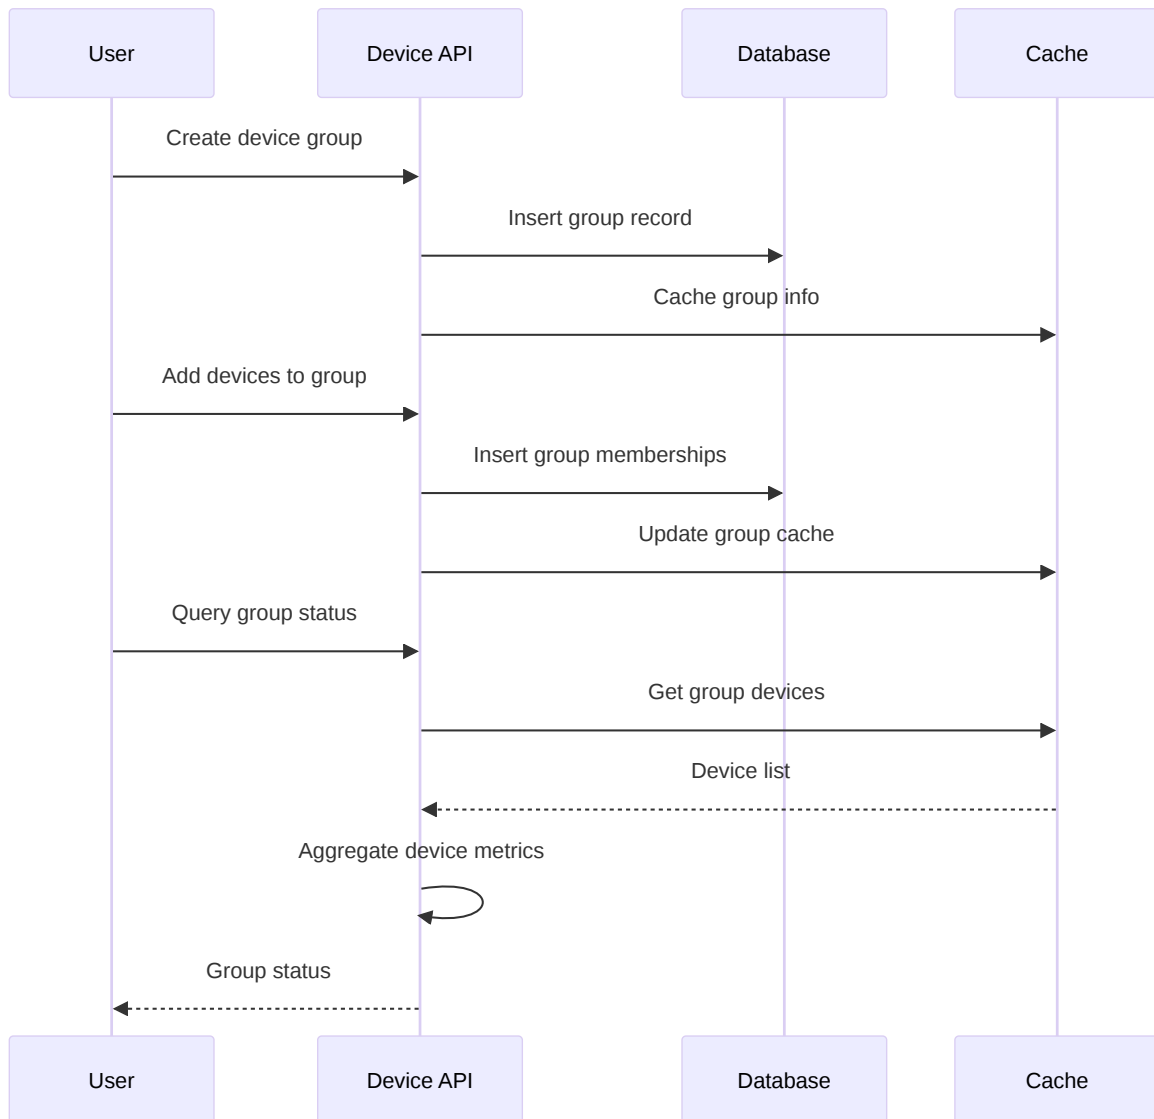 User
Device API
Database
Cache
Create device group
Insert group record
Cache group info
Add devices to group
Insert group memberships
Update group cache
Query group status
Get group devices
Device list
Aggregate device metrics
Group status
User
Device API
Database
Cache